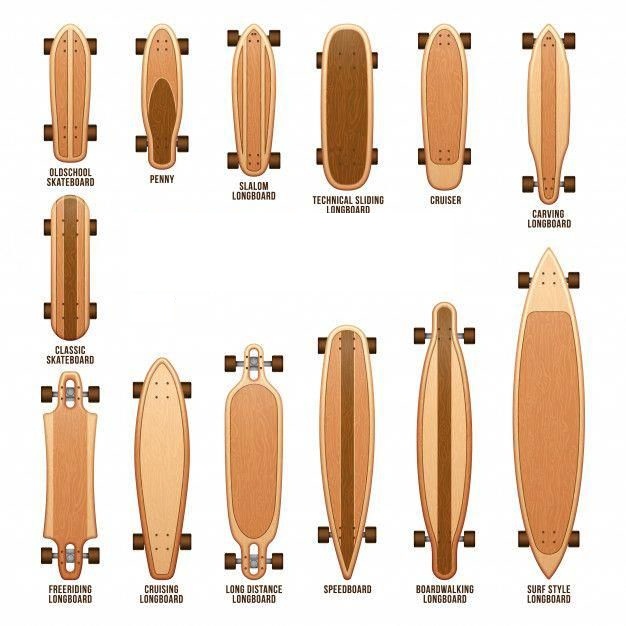 OLDSCHOOL
SKATEBOARD
PENNY
SLALOM
LONGBOARD
TECHNICAL SLIDING
LONGBOARD
CRUISER
CARVING
LONGBOARD
CLASSIC
SKATEBOARD
FREERIDING
LONGBOARD
CRUISING
LONGBOARD
LONG DISTANCE
LONGBOARD
SPEEDBOARD
BOARDWALKING
LONGBOARD
SURF STYLE
LONGBOARD